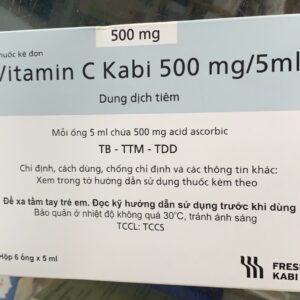 500 mg
thuốc kê đơn
Vitamin C Kabi 500 mg/5ml
Dung dịch tiêm
Mỗi ống 5 ml chứa 500 mg acid ascorbic
TB - TTM - TDD
Chỉ định, cách dùng, chống chỉ định và các thông tin khác:
Xem trong tờ hướng dẫn sử dụng thuốc kèm theo
Để xa tầm tay trẻ em. Đọc kỹ hướng dẫn sử dụng trước khi dùng
Bảo quản ở nhiệt độ không quá 30°C, tránh ánh sáng
TCCL: TCCS
Hộp 6 ống x 5 ml
FRES
KABI